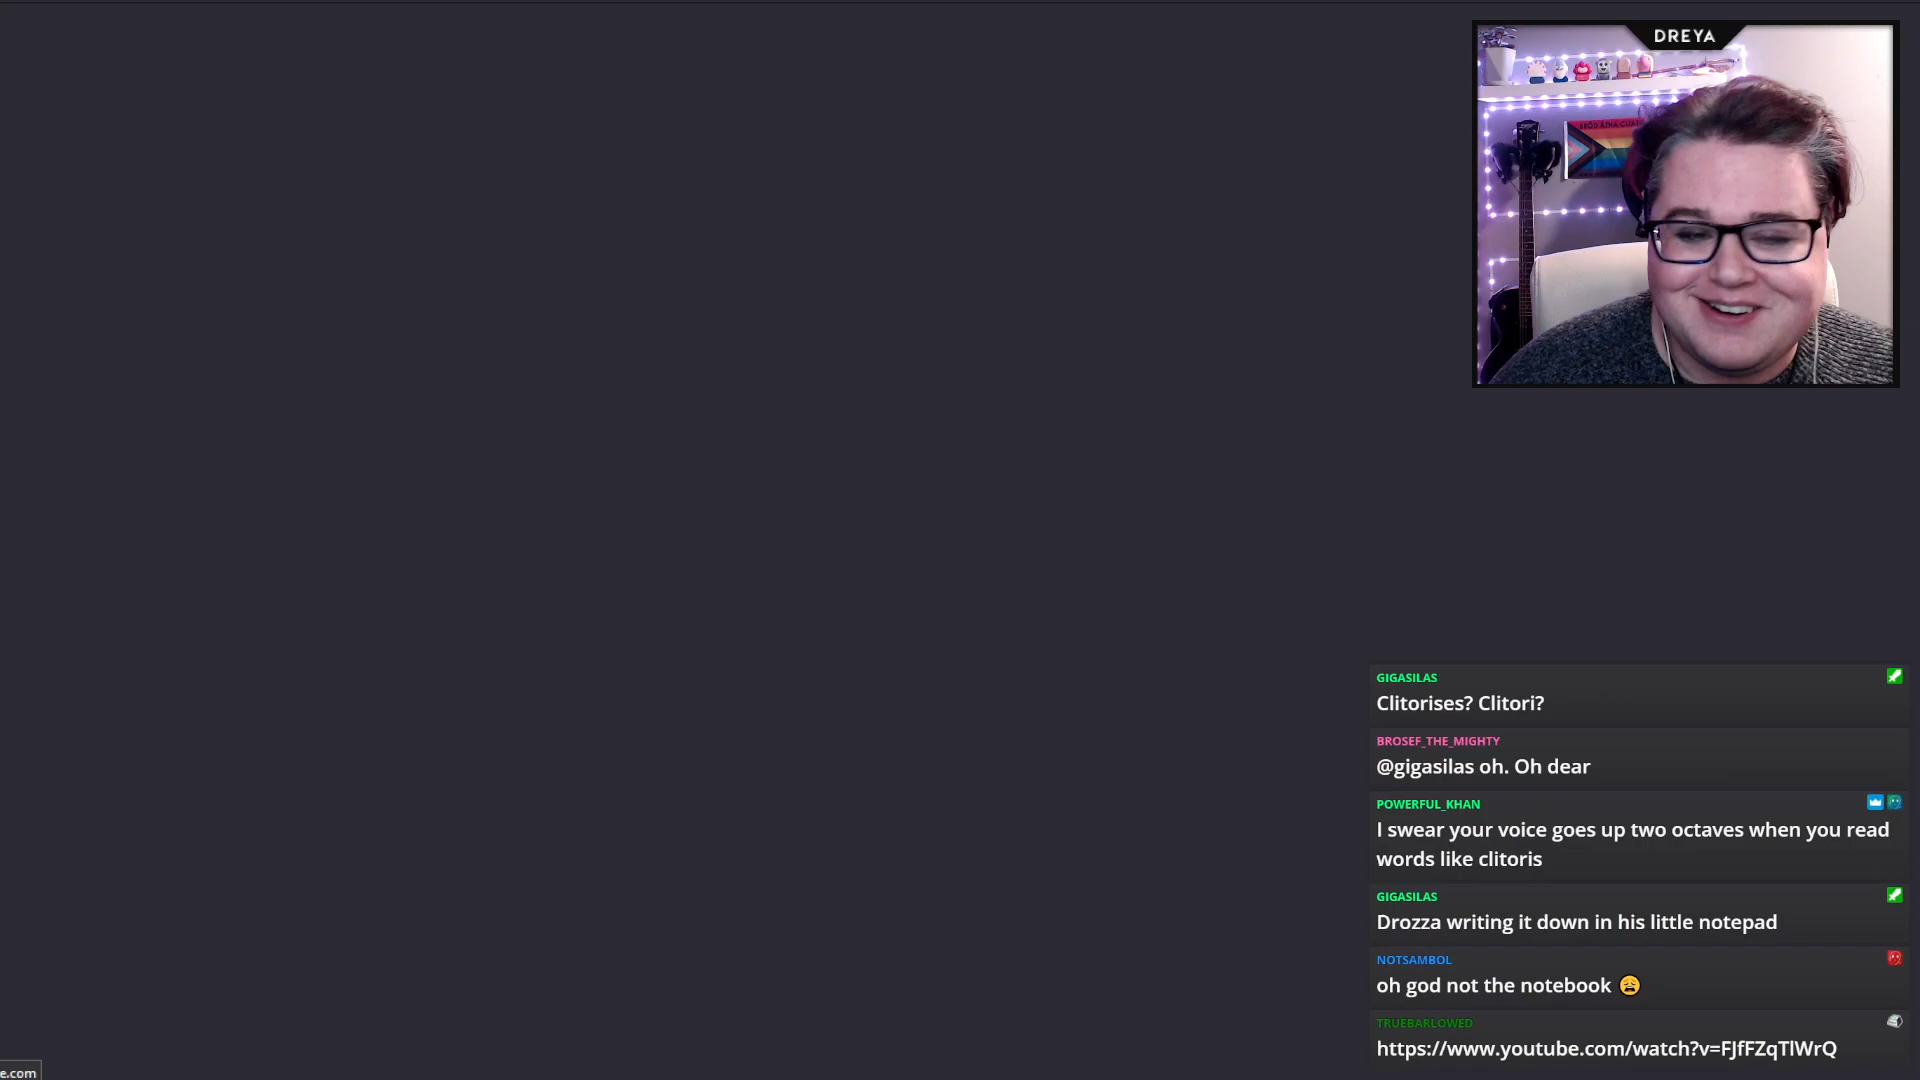 DREYA
GIGASILAS
Clitorises? Clitori?
BROSEF_THE_MIGHTY
@gigasilas oh. Oh dear
POWERFUL_KHAN
I swear your voice goes up two octaves when you read
words like clitoris
GIGASILAS
Drozza writing it down in his little notepad
NOTSAMBOL
oh god not the notebook 😩
TRUEBARLOWED
https://www.youtube.com/watch?v=FJfFZqTlWrQ
e.com